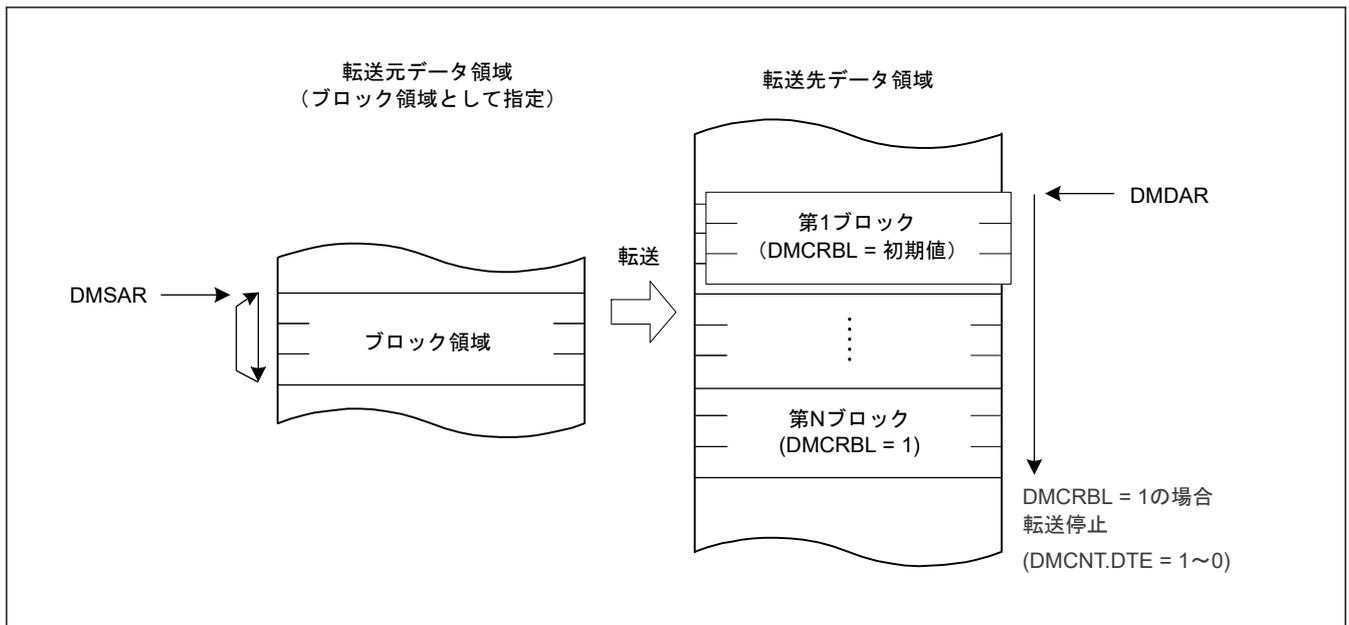 転送元データ領域
（ブロック領域として指定）
転送先データ領域
DMDAR
第1ブロック
（DMCRBL = 初期値）
転送
DMSAR
ブロック領域
第Nブロック
(DMCRBL = 1)
DMCRBL = 1の場合
転送停止
(DMCNT.DTE = 1～0)